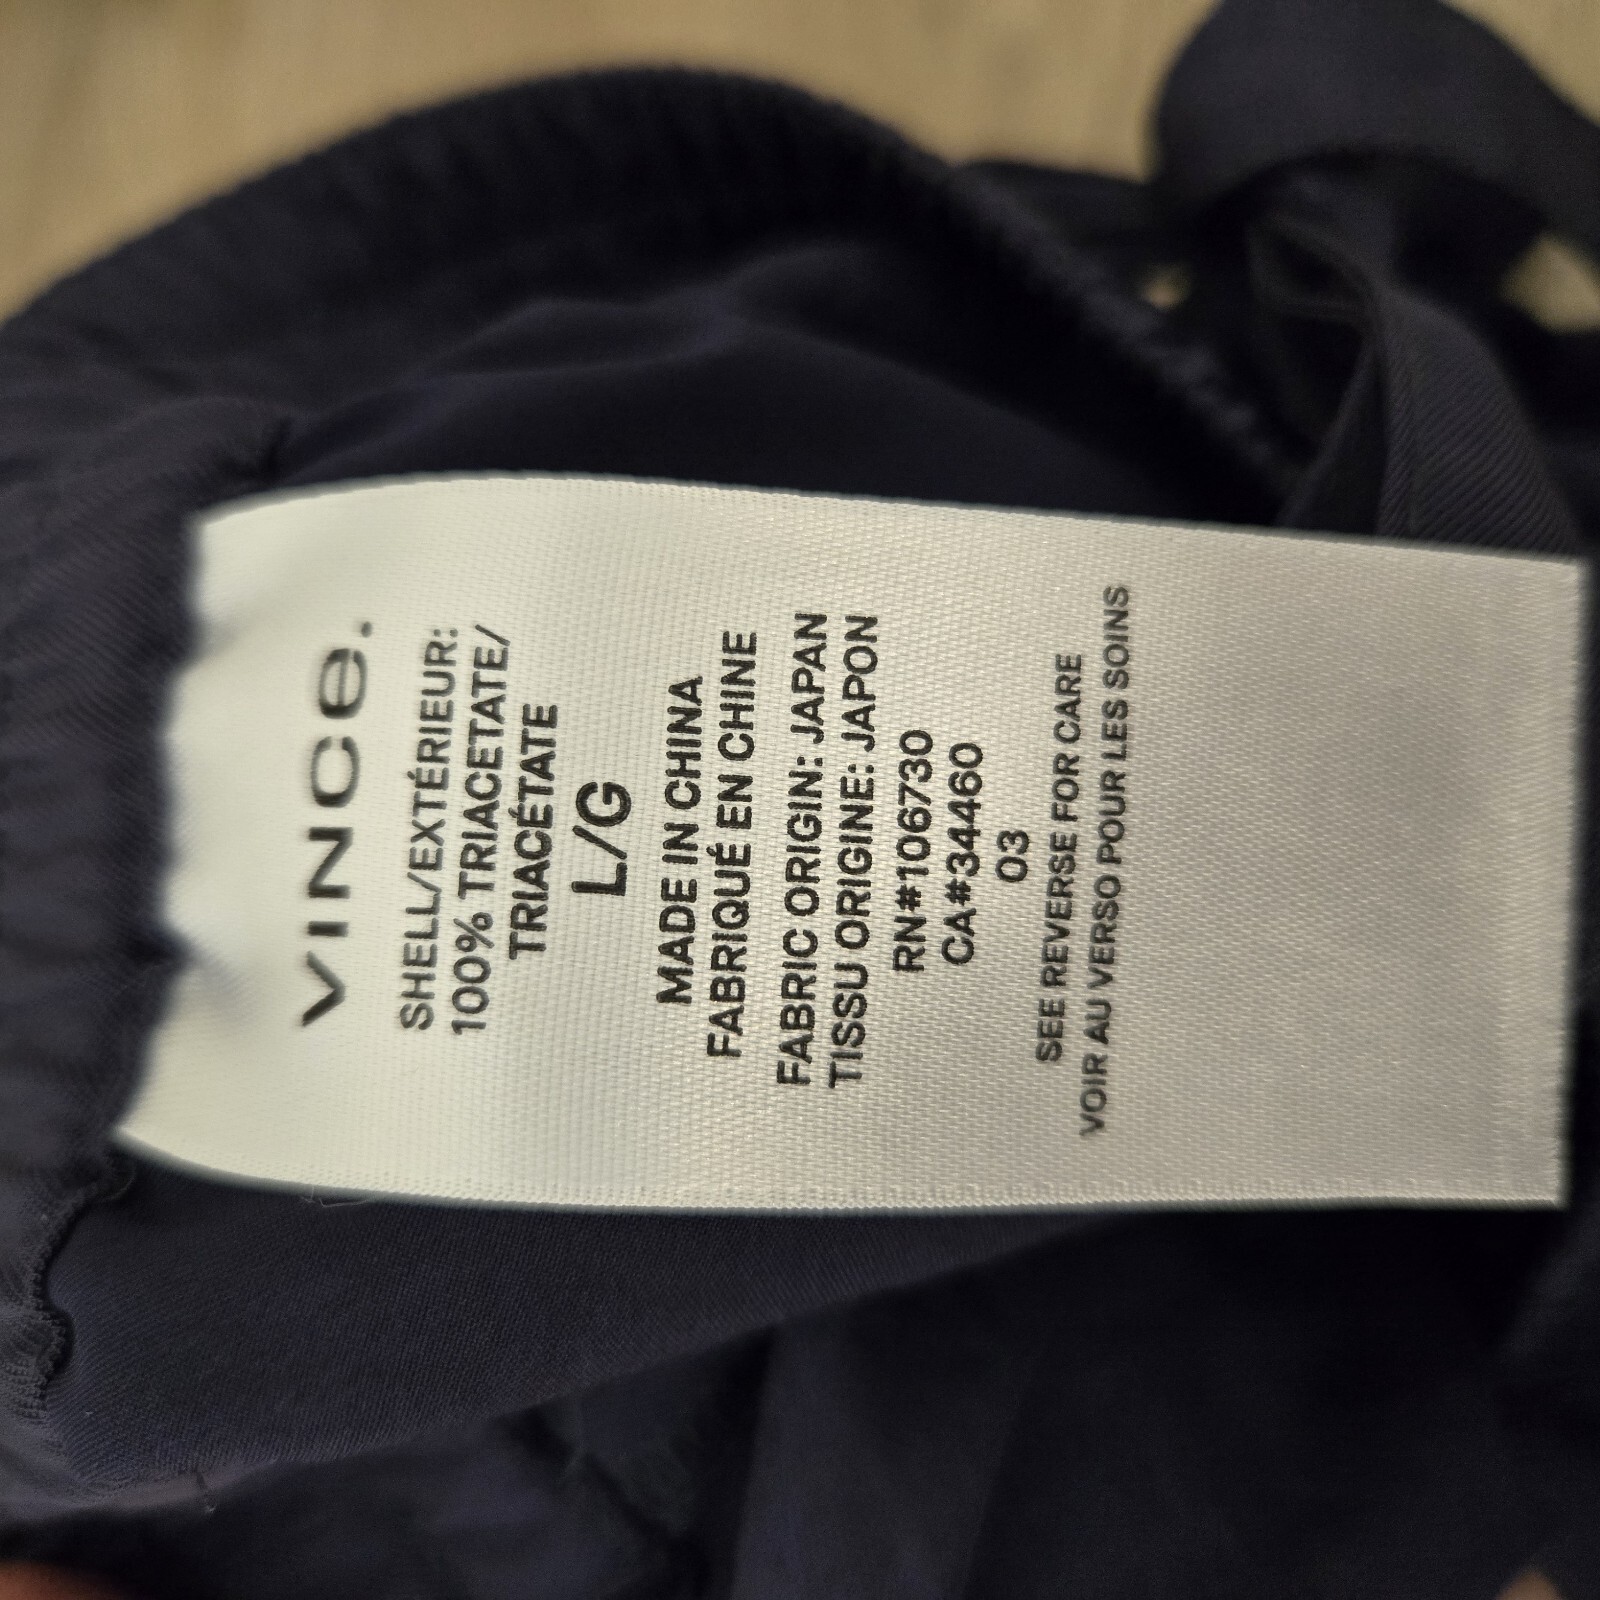 VINCE.
SHELL/EXTÉRIEUR:
100% TRIACETATE/
TRIACÉTATE
L/G
MADE IN CHINA
FABRIQUÉ EN CHINE
FABRIC ORIGIN: JAPAN
TISSU ORIGINE: JAPON
RN#106730
CA#34460
03
SEE REVERSE FOR CARE
VOIR AU VERSO POUR LES SOINS